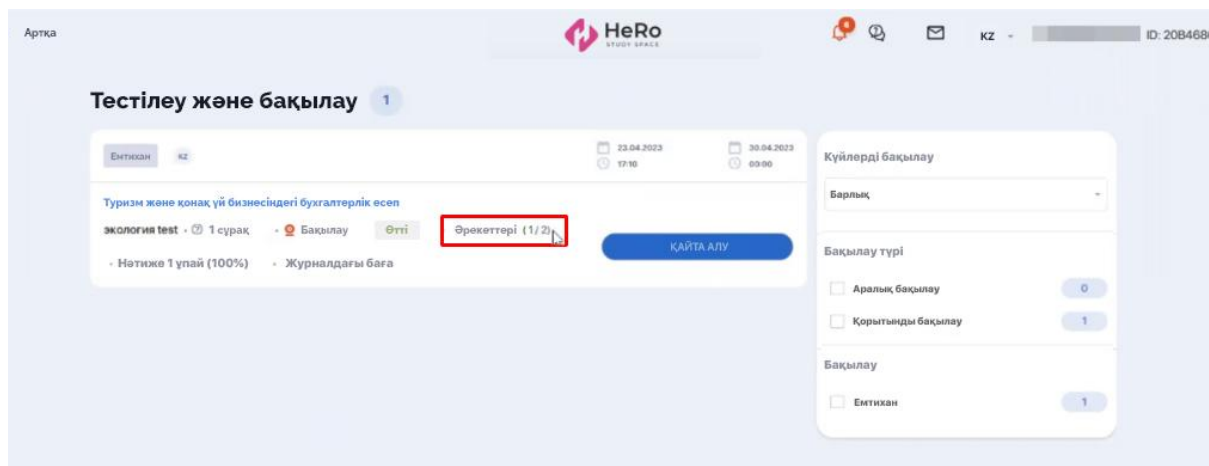 Артқа
HeRo
STUDY SPACE
KZ
ID: 20B4686
Тестілеу және бақылау 1
Емтихан KZ
23.04.2023 30.04.2023
17:10 03:00
Туризм және қонақ үй бизнесіндегі бухгалтерлік есеп
экология test • 1 сұрақ • Бақылау Өтті Әрекеттері (1/2)
• Нәтиже 1 ұпай (100%) • Журналдағы баға
ҚАЙТА АЛУ
Күйлерді бақылау
Барлық
Бақылау түрі
Аралық бақылау 0
Қорытынды бақылау 1
Бақылау
Емтихан 1